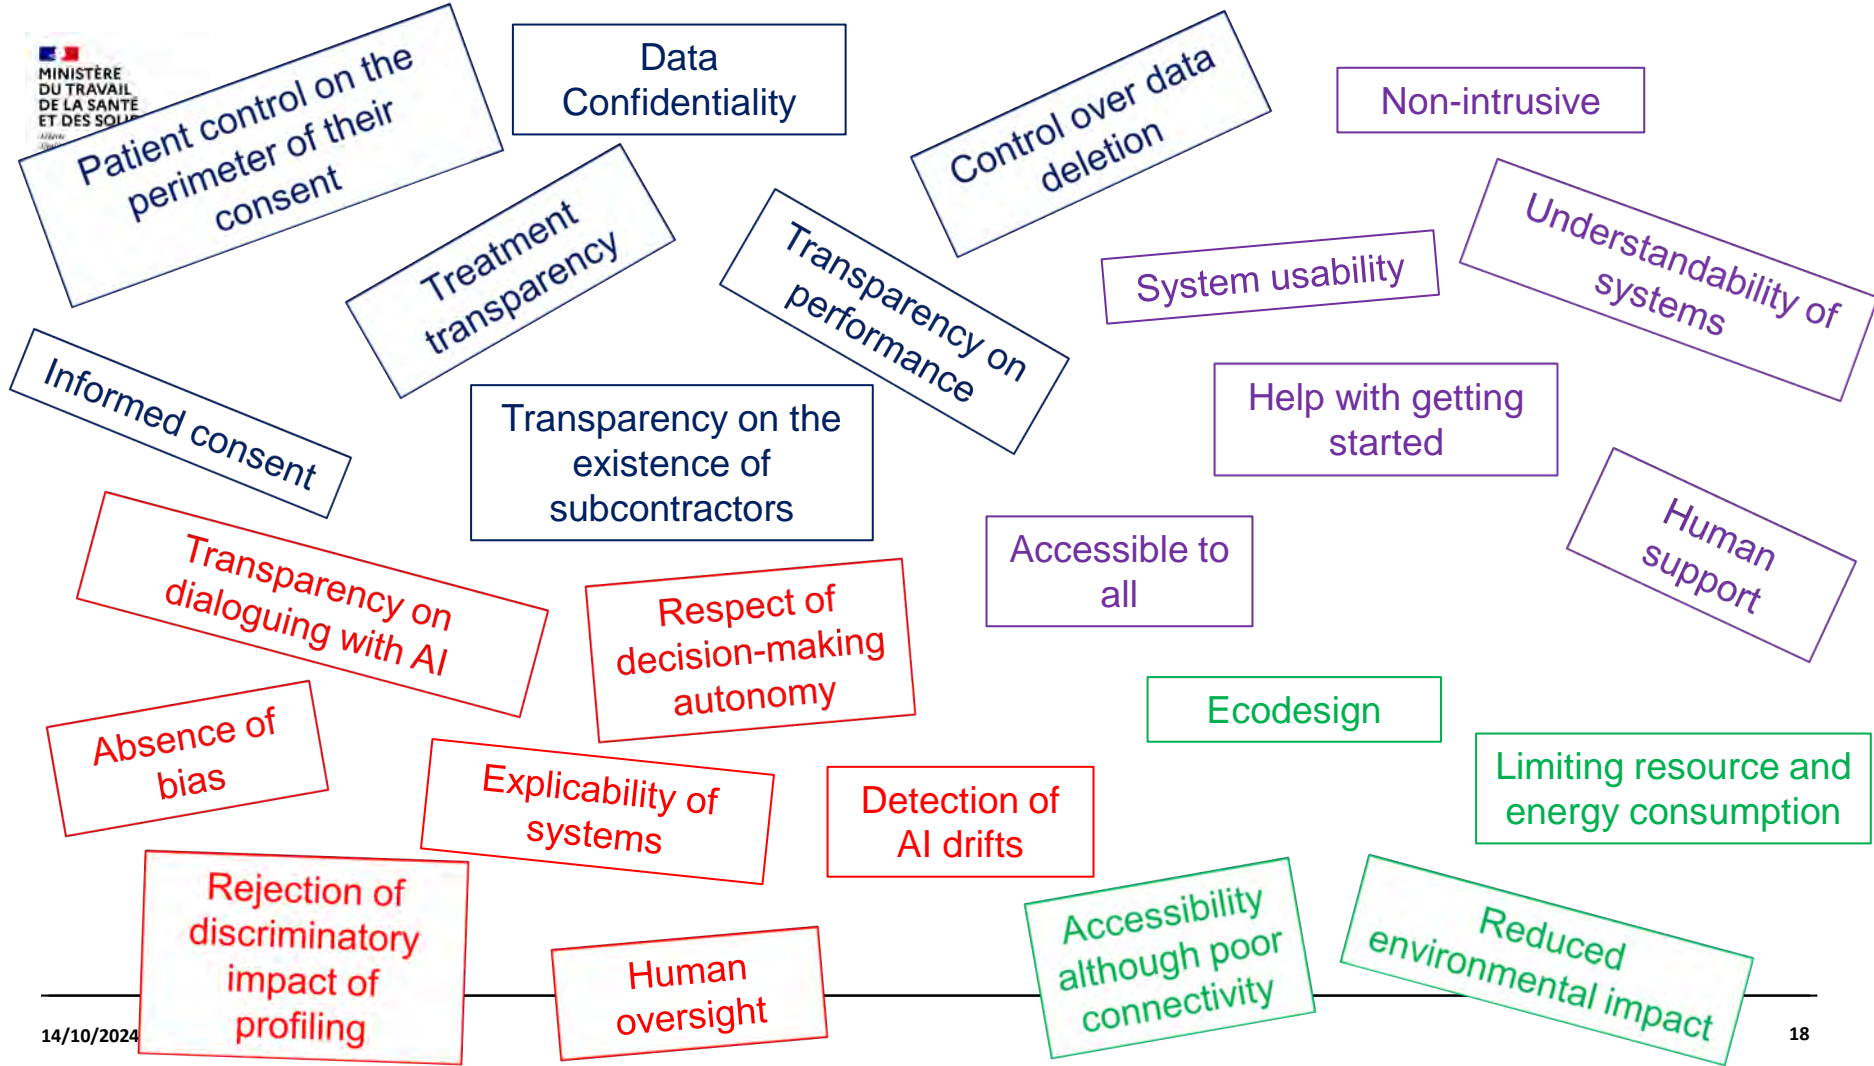 MINISTÈRE
DU TRAVAIL
DE LA SANTÉ
ET DES
Patient control on the
perimeter of their
consent
Data
Confidentiality
Control over data
deletion
Non-intrusive
Treatment
transparency
Transparency on
performance
System usability
Understandability of
systems
Informed consent
Transparency on the
existence of
subcontractors
Help with getting
started
Human
support
Accessible to
all
Transparency on
dialoguing with AI
Respect of
decision-making
autonomy
Ecodesign
Absence of
bias
Explicability of
systems
Detection of
AI drifts
Limiting resource and
energy consumption
Rejection of
discriminatory
impact of
profiling
Human
oversight
Accessibility
although poor
connectivity
Reduced
environmental impact
14/10/2024
18